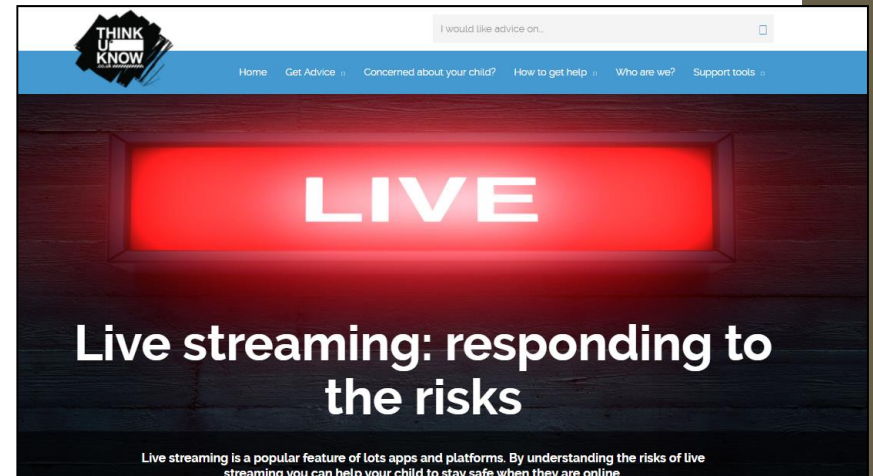 THINK
U
KNOW
.co.uk
I would like advice on..
Home Get Advice Concerned about your child? How to get help Who are we? Support tools
LIVE
Live streaming: responding to
the risks
Live streaming is a popular feature of lots apps and platforms. By understanding the risks of live
streaming you can help your child to stay safe when they are online